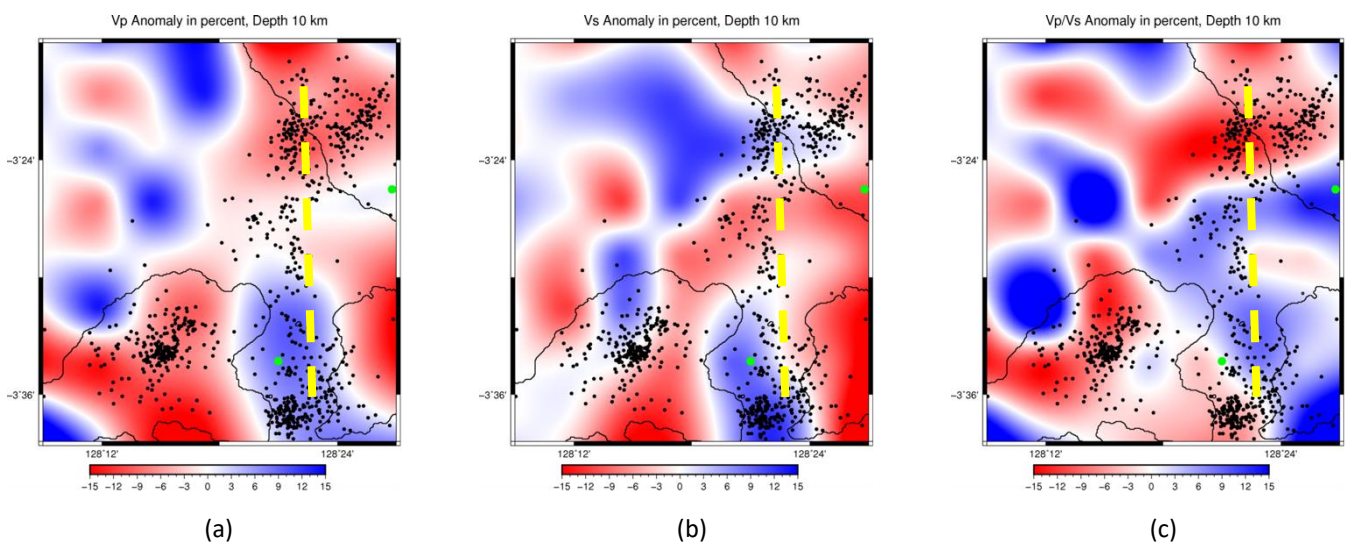 Vp Anomaly in percent, Depth 10 km
Vs Anomaly in percent, Depth 10 km
Vp/Vs Anomaly in percent, Depth 10 km
−3˚24'
−3˚36'
128˚12'
128˚24'
−15 −12 −9 −6 −3 0 3 6 9 12 15
−3˚24'
−3˚36'
128˚12'
128˚24'
−15 −12 −9 −6 −3 0 3 6 9 12 15
−3˚24'
−3˚36'
128˚12'
128˚24'
−15 −12 −9 −6 −3 0 3 6 9 12 15
(a)
(b)
(c)